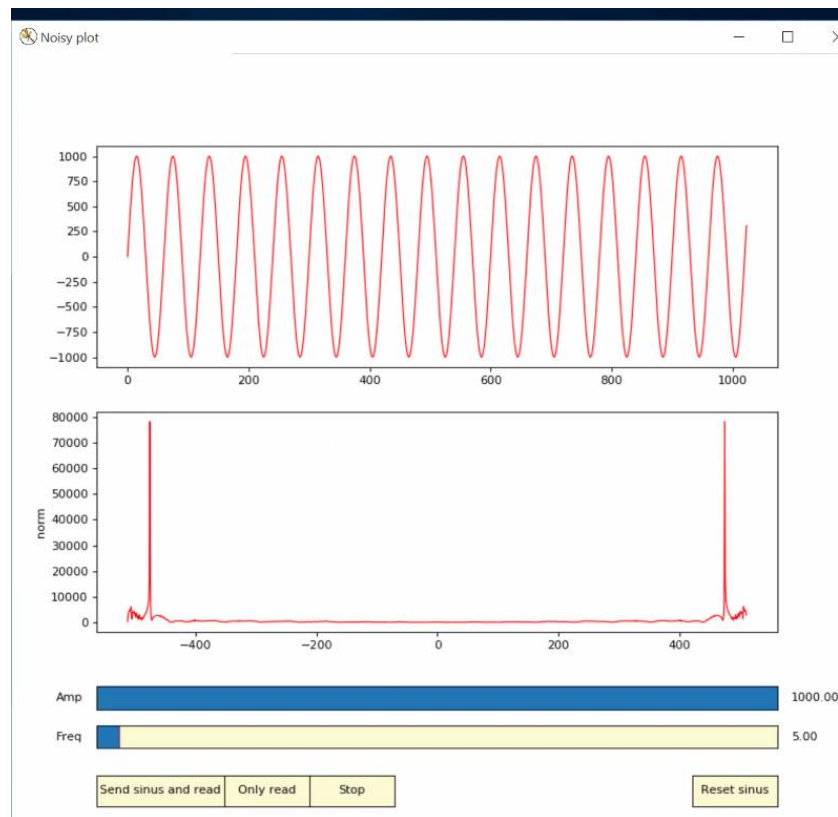 Noisy plot
1000
750
500
250
0
−250
−500
−750
−1000
0 200 400 600 800 1000
80000
70000
60000
50000
40000
30000
20000
10000
0
norm
−400 −200 0 200 400
Amp 1000.00
Freq 5.00
Send sinus and read Only read Stop Reset sinus